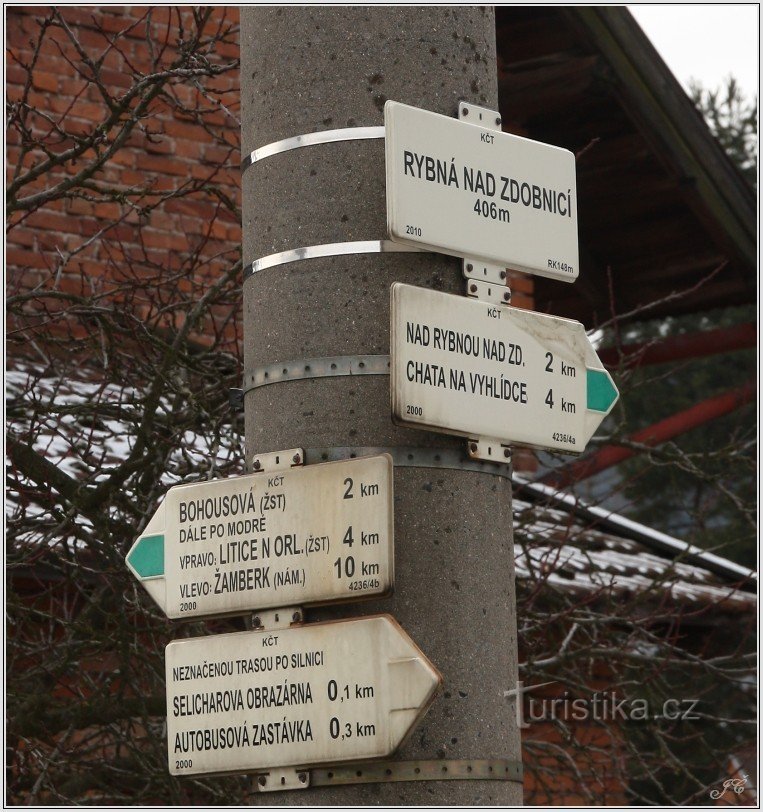 KČT
RYBNÁ NAD ZDOBNICÍ
406m
2010 RK140m
KČT
NAD RYBNOU NAD ZD. 2 km
CHATA NA VYHLÍDCE 4 km
2000 4236/4a
KČT
BOHOUSOVÁ (ŽST) 2 km
DÁLE PO MODRÉ
VPRAVO: LITICE N ORL. (ŽST) 4 km
VLEVO: ŽAMBERK (NÁM.) 10 km
2000 4236/4b
KČT
NEZNAČENOU TRASOU PO SILNICI
SELICHAROVA OBRAZÁRNA 0,1 km
AUTOBUSOVÁ ZASTÁVKA 0,3 km
2000
Turistika.cz